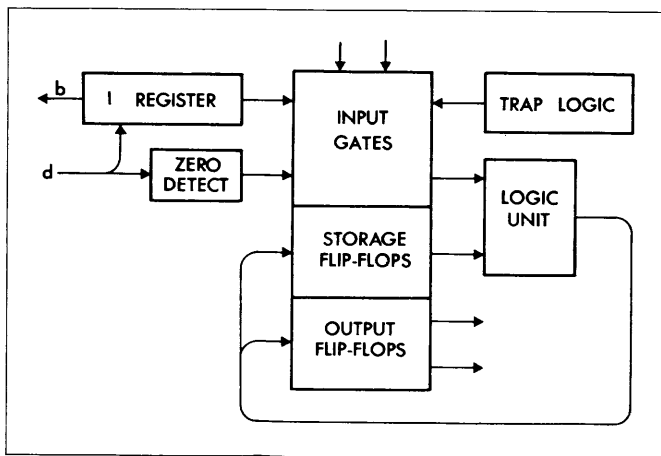 b
I REGISTER
d
ZERO
DETECT
INPUT
GATES
TRAP LOGIC
LOGIC
UNIT
STORAGE
FLIP-FLOPS
OUTPUT
FLIP-FLOPS